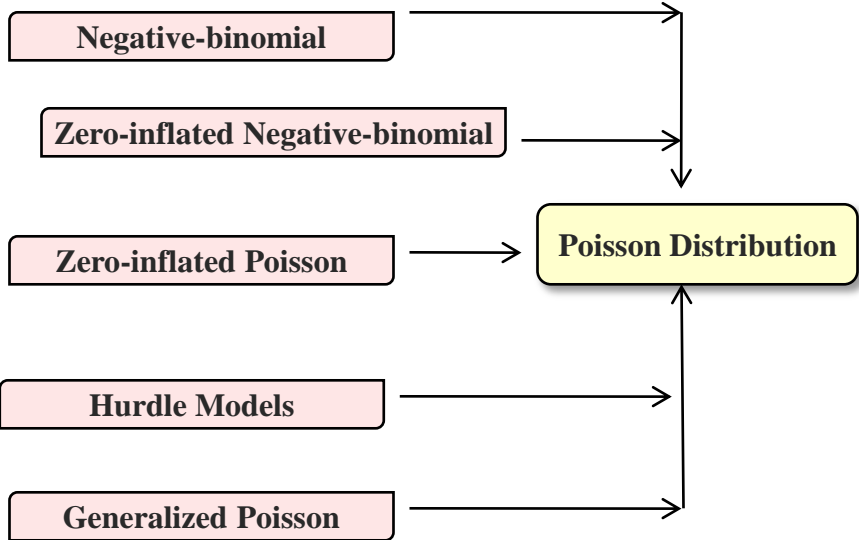 Negative-binomial
Zero-inflated Negative-binomial
Zero-inflated Poisson
Poisson Distribution
Hurdle Models
Generalized Poisson